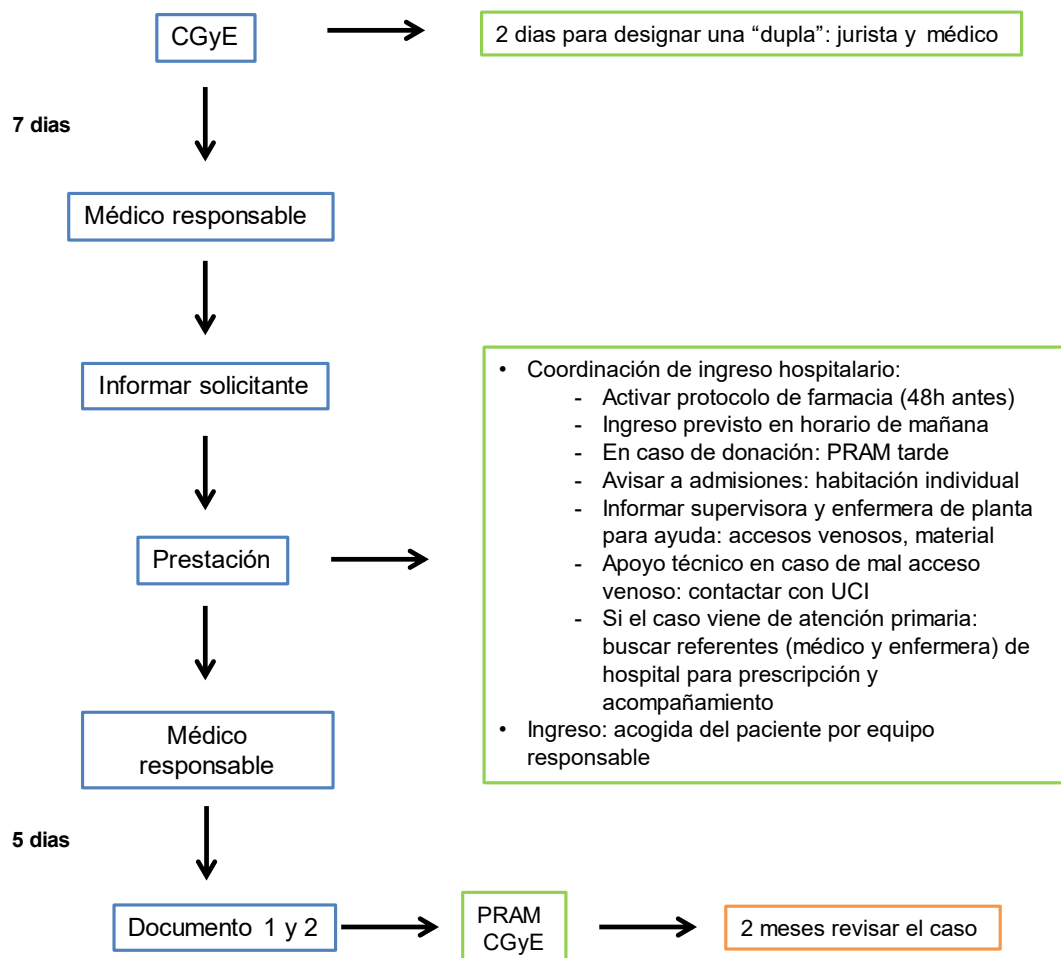 CGyE
2 dias para designar una “dupla”: jurista y médico
7 dias
Médico responsable
Informar solicitante
• Coordinación de ingreso hospitalario:
- Activar protocolo de farmacia (48h antes)
- Ingreso previsto en horario de mañana
- En caso de donación: PRAM tarde
- Avisar a admisiones: habitación individual
- Informar supervisora y enfermera de planta
para ayuda: accesos venosos, material
- Apoyo técnico en caso de mal acceso
venoso: contactar con UCI
- Si el caso viene de atención primaria:
buscar referentes (médico y enfermera) de
hospital para prescripción y
acompañamiento
• Ingreso: acogida del paciente por equipo
responsable
Prestación
Médico
responsable
5 dias
Documento 1 y 2
PRAM
CGyE
2 meses revisar el caso